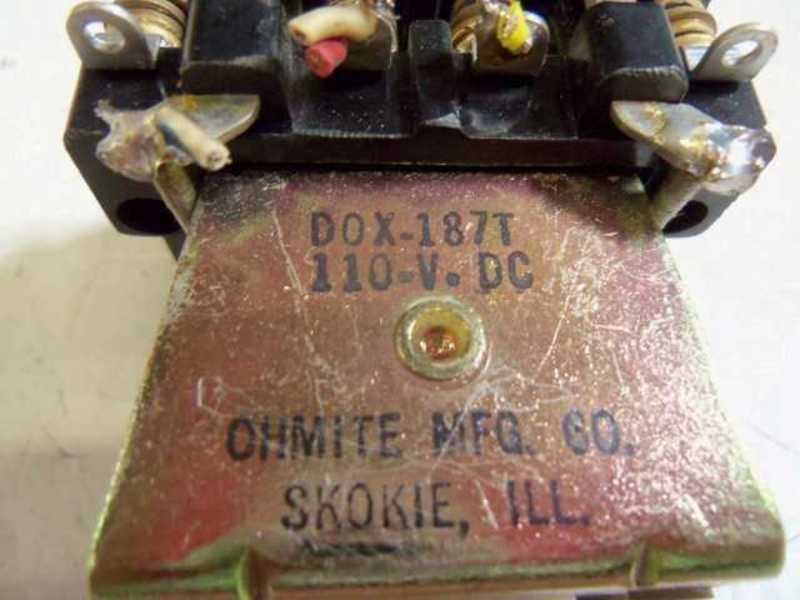 DOX-187T
110-V. DC
OHMITE MFG. CO.
SKOKIE, ILL.